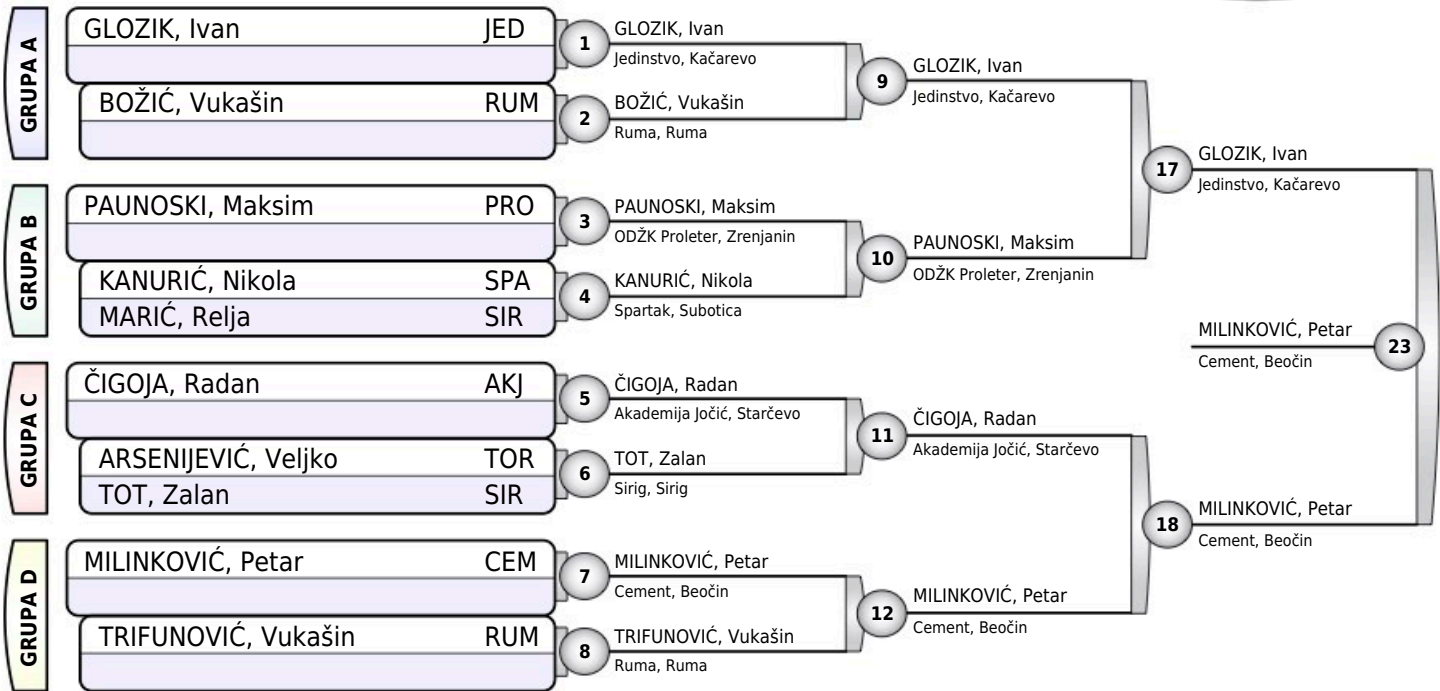 GRUPA A
GLOZIK, Ivan JED
BOŽIĆ, Vukašin RUM
GRUPA B
PAUNOSKI, Maksim PRO
KANURIĆ, Nikola SPA
MARIĆ, Relja SIR
GRUPA C
ČIGOJA, Radan AKJ
ARSENIJEVIĆ, Veljko TOR
TOT, Zalan SIR
GRUPA D
MILINKOVIĆ, Petar CEM
TRIFUNOVIĆ, Vukašin RUM
1
GLOZIK, Ivan
Jedinstvo, Kačarevo
2
BOŽIĆ, Vukašin
Ruma, Ruma
3
PAUNOSKI, Maksim
ODŽK Proleter, Zrenjanin
4
KANURIĆ, Nikola
Spartak, Subotica
5
ČIGOJA, Radan
Akademija Jočić, Starčevo
6
TOT, Zalan
Sirig, Sirig
7
MILINKOVIĆ, Petar
Cement, Beočin
8
TRIFUNOVIĆ, Vukašin
Ruma, Ruma
9
GLOZIK, Ivan
Jedinstvo, Kačarevo
10
PAUNOSKI, Maksim
ODŽK Proleter, Zrenjanin
11
ČIGOJA, Radan
Akademija Jočić, Starčevo
12
MILINKOVIĆ, Petar
Cement, Beočin
17
GLOZIK, Ivan
Jedinstvo, Kačarevo
18
MILINKOVIĆ, Petar
Cement, Beočin
MILINKOVIĆ, Petar
Cement, Beočin
23